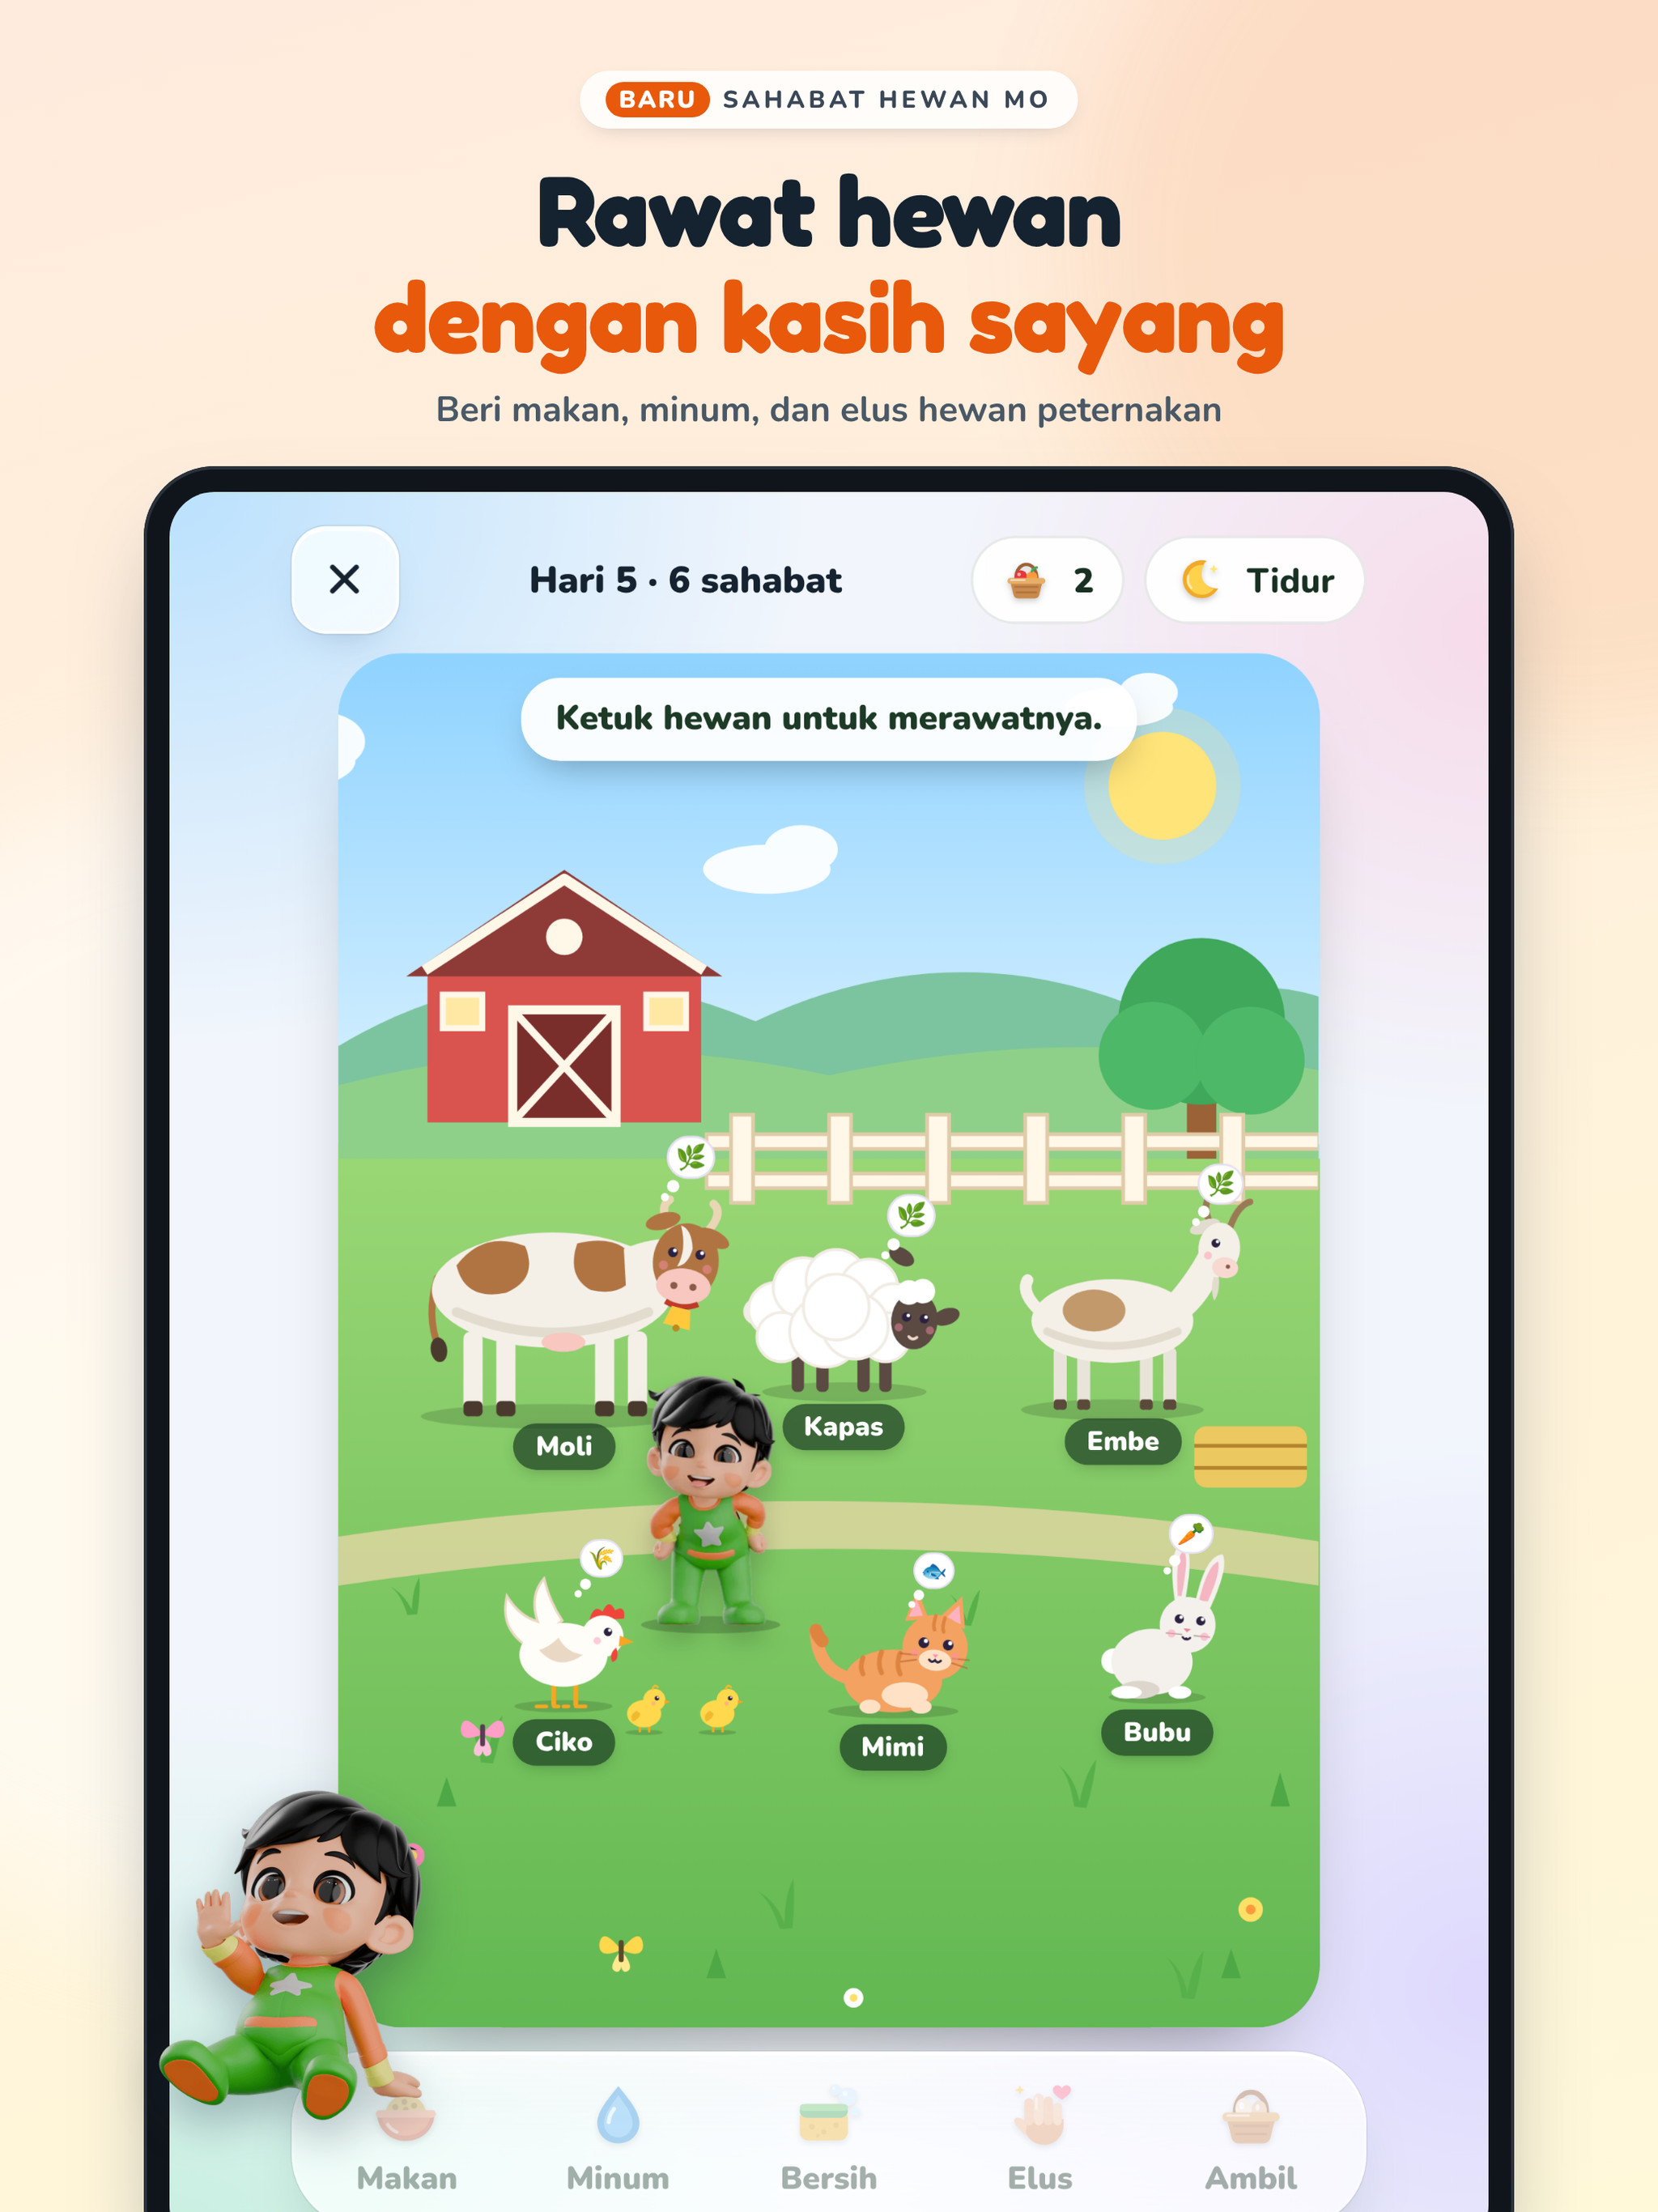 BARU SAHABAT HEWAN MO
Rawat hewan
dengan kasih sayang
Beri makan, minum, dan elus hewan peternakan
Hari 5 · 6 sahabat
2
Tidur
Ketuk hewan untuk merawatnya.
Moli
Kapas
Embe
Ciko
Mimi
Bubu
Makan
Minum
Bersih
Elus
Ambil